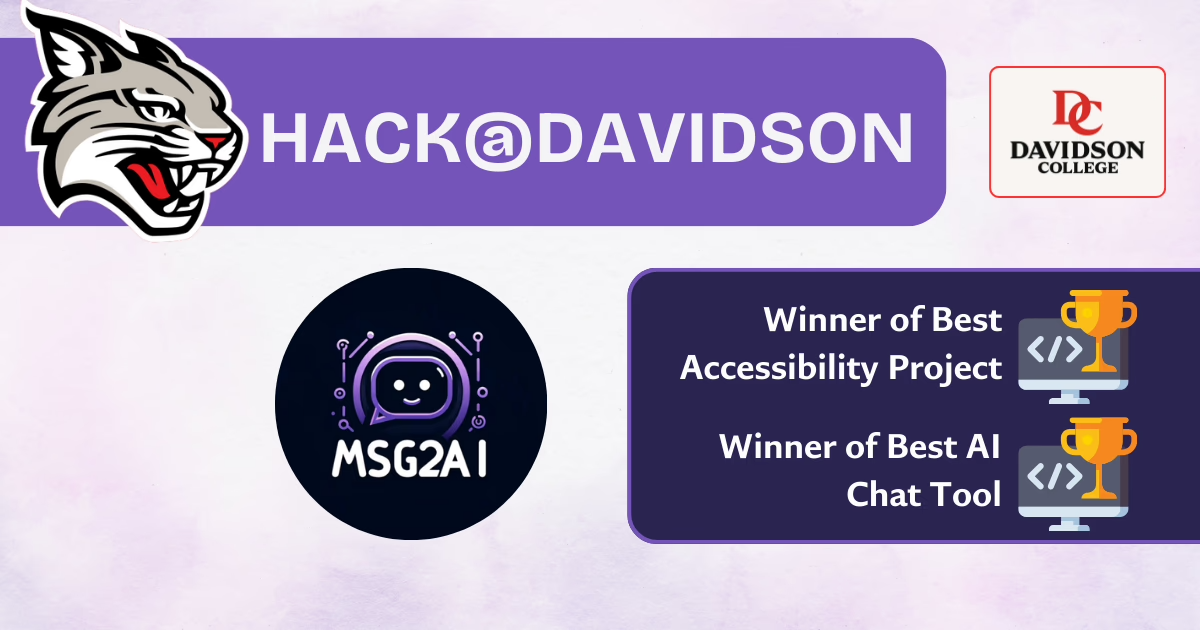 HACK@DAVIDSON
DC
DAVIDSON
COLLEGE
MSG2AI
Winner of Best
Accessibility Project
</>
Winner of Best AI
Chat Tool
</>